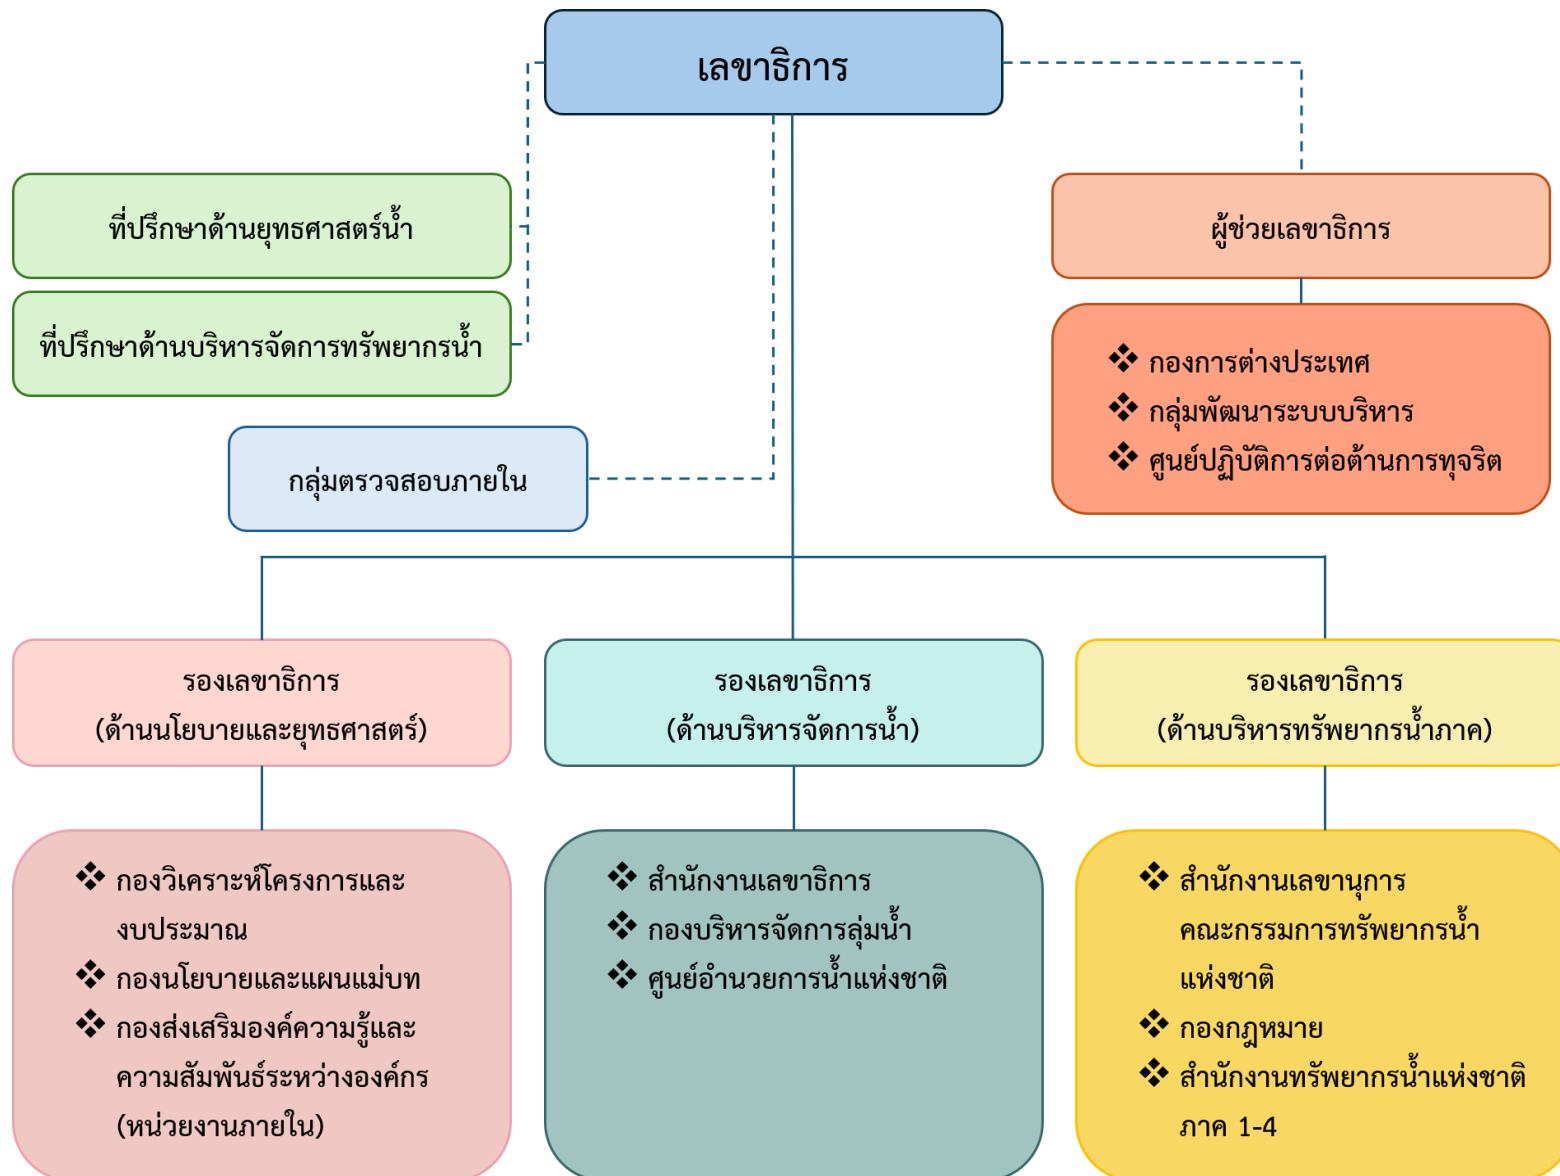 เลขาธิการ
ที่ปรึกษาด้านยุทธศาสตร์น้ำ
ที่ปรึกษาด้านบริหารจัดการทรัพยากรน้ำ
ผู้ช่วยเลขาธิการ
❖ กองการต่างประเทศ
❖ กลุ่มพัฒนาระบบบริหาร
❖ ศูนย์ปฏิบัติการต่อต้านการทุจริต
กลุ่มตรวจสอบภายใน
รองเลขาธิการ
(ด้านนโยบายและยุทธศาสตร์)
❖ กองวิเคราะห์โครงการและ
งบประมาณ
❖ กองนโยบายและแผนแม่บท
❖ กองส่งเสริมองค์ความรู้และ
ความสัมพันธ์ระหว่างองค์กร
(หน่วยงานภายใน)
รองเลขาธิการ
(ด้านบริหารจัดการน้ำ)
❖ สำนักงานเลขาธิการ
❖ กองบริหารจัดการลุ่มน้ำ
❖ ศูนย์อำนวยการน้ำแห่งชาติ
รองเลขาธิการ
(ด้านบริหารทรัพยากรน้ำภาค)
❖ สำนักงานเลขานุการ
คณะกรรมการทรัพยากรน้ำ
แห่งชาติ
❖ กองกฎหมาย
❖ สำนักงานทรัพยากรน้ำแห่งชาติ
ภาค 1-4